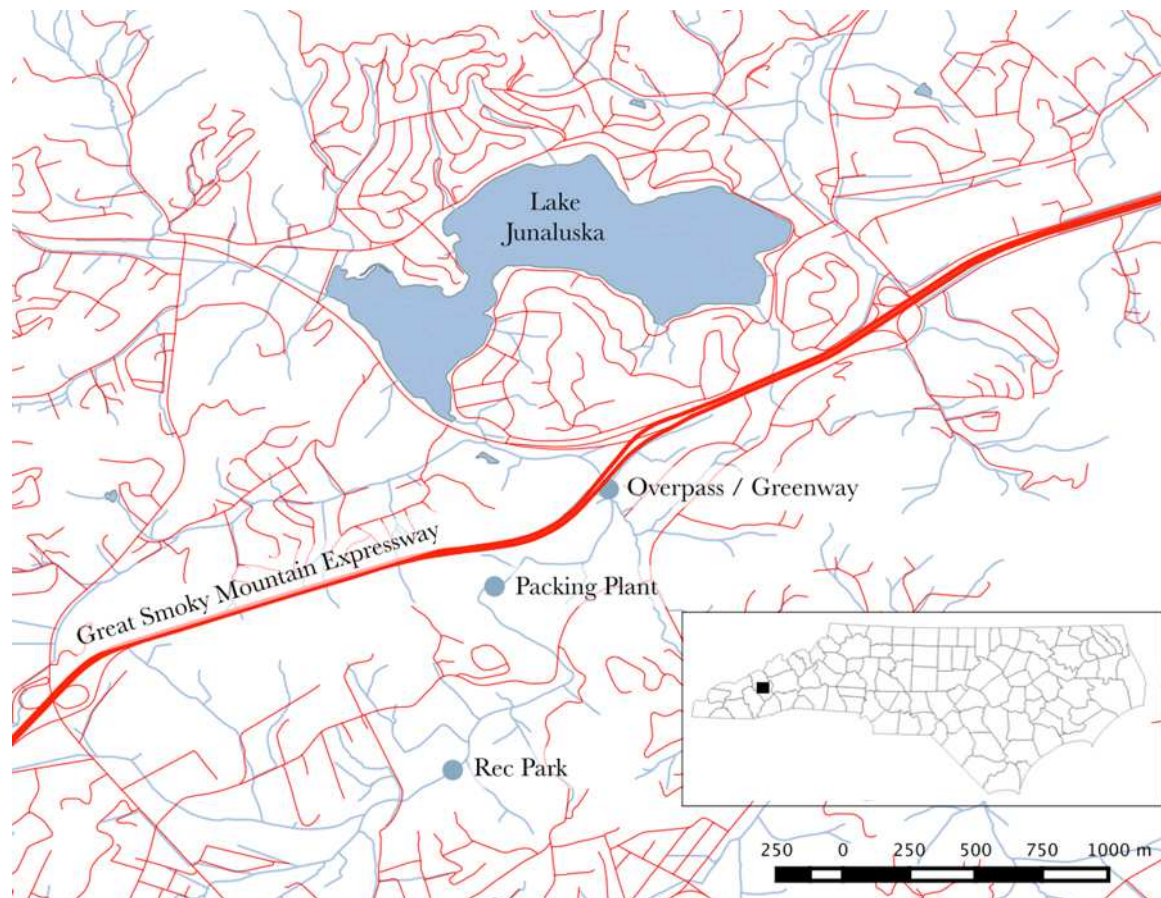 Lake
Junaluska
Overpass / Greenway
Great Smoky Mountain Expressway
Packing Plant
Rec Park
250 0 250 500 750 1000 m